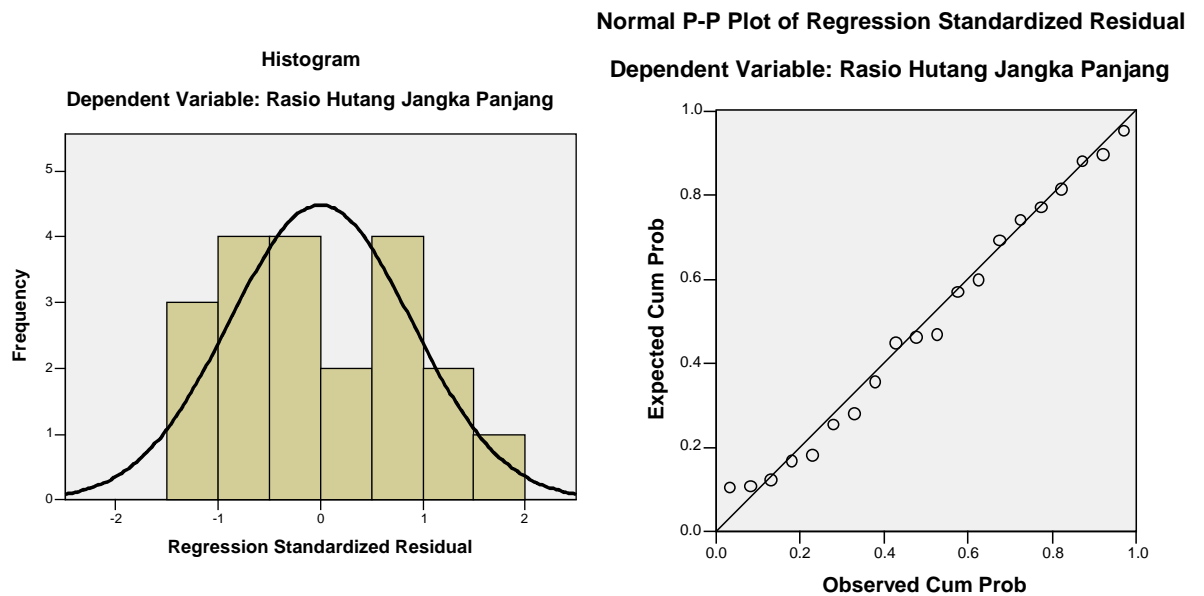 Histogram
Dependent Variable: Rasio Hutang Jangka Panjang
Frequency
5
4
3
2
1
0
-2 -1 0 1 2
Regression Standardized Residual
Normal P-P Plot of Regression Standardized Residual
Dependent Variable: Rasio Hutang Jangka Panjang
Expected Cum Prob
1.0
0.8
0.6
0.4
0.2
0.0
0.0 0.2 0.4 0.6 0.8 1.0
Observed Cum Prob